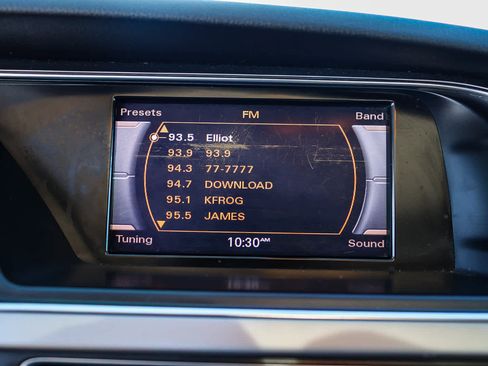 Presets FM Band
93.5 Elliot
93.9 93.9
94.3 77-7777
94.7 DOWNLOAD
95.1 KFROG
95.5 JAMES
Tuning 10:30AM Sound